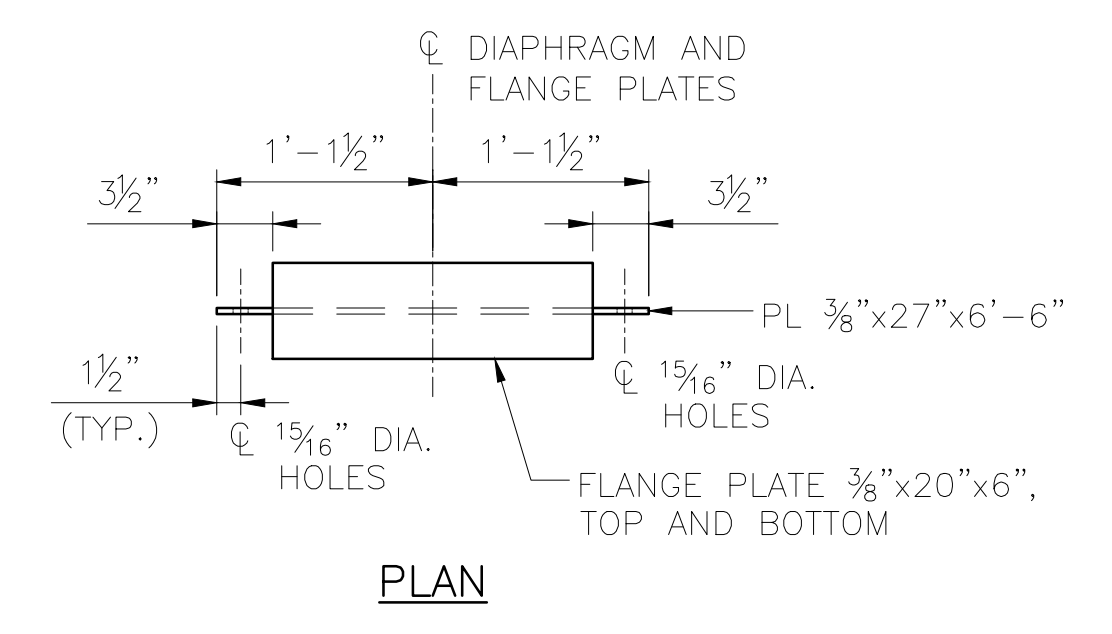 ℄ DIAPHRAGM AND
FLANGE PLATES
1'-1½" 1'-1½"
3½" 3½"
PL ⅜"x27"x6'-6"
1½"
(TYP.)
℄ 15/16" DIA.
HOLES
℄ 15/16" DIA.
HOLES
FLANGE PLATE ⅜"x20"x6",
TOP AND BOTTOM
PLAN